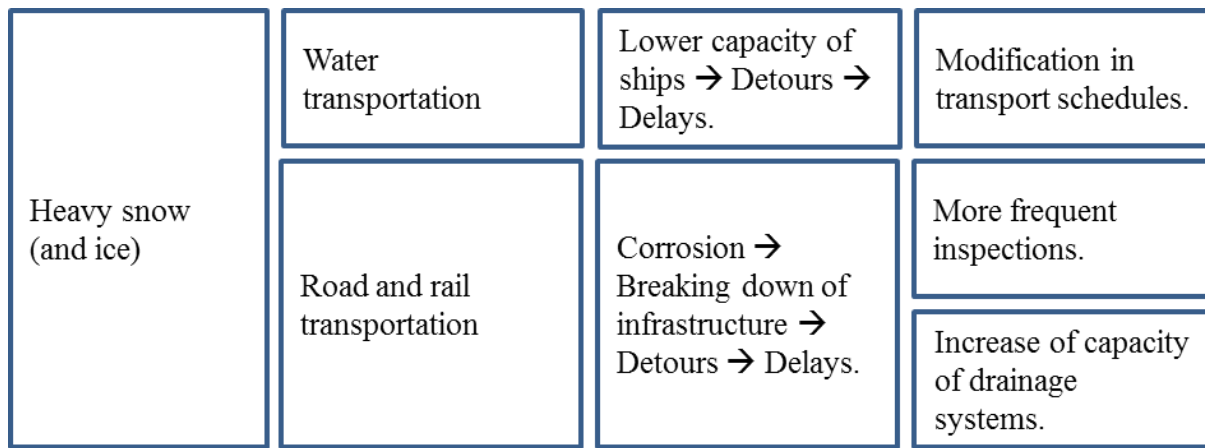 Heavy snow
(and ice)
Water
transportation
Lower capacity of
ships → Detours →
Delays.
Modification in
transport schedules.
Road and rail
transportation
Corrosion →
Breaking down of
infrastructure →
Detours → Delays.
More frequent
inspections.
Increase of capacity
of drainage
systems.